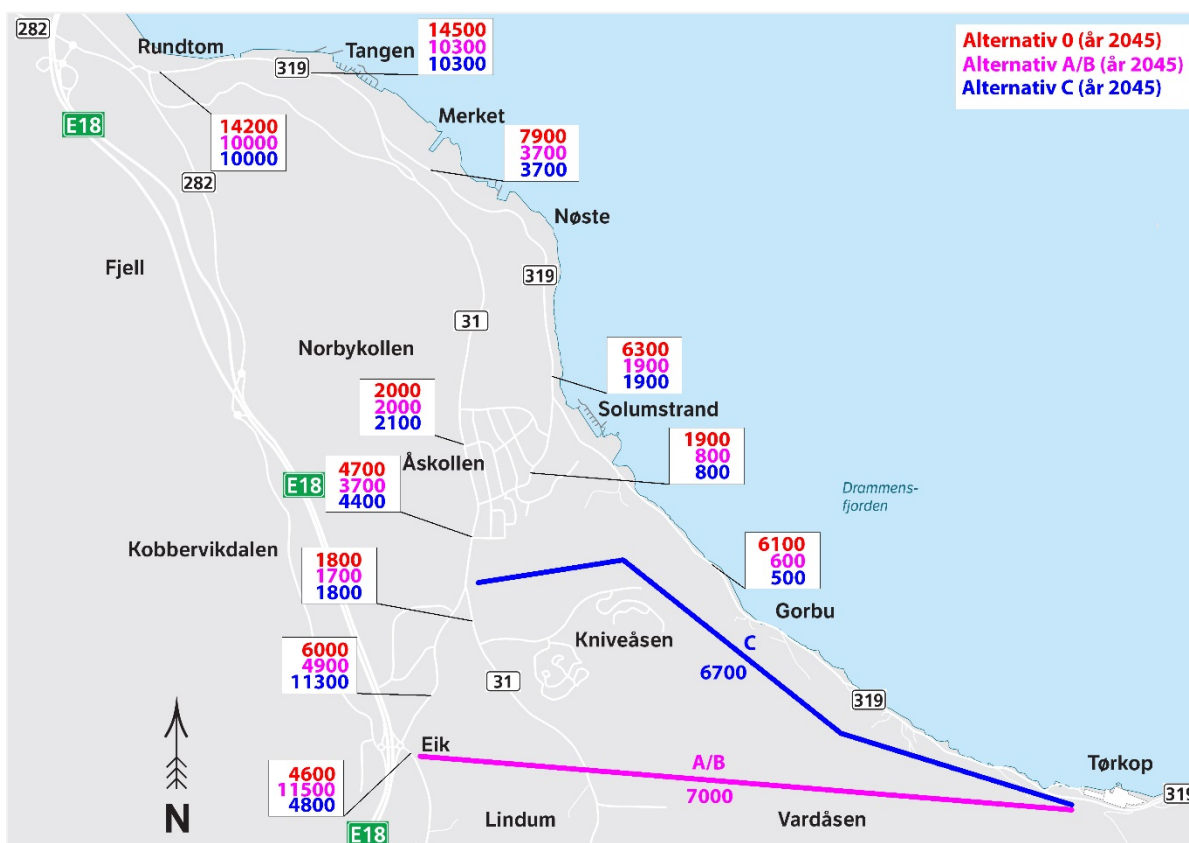 282
Rundtom
Tangen
319
14500
10300
10300
Alternativ 0 (år 2045)
Alternativ A/B (år 2045)
Alternativ C (år 2045)
E18
14200
10000
10000
Merket
7900
3700
3700
282
Nøste
Fjell
319
31
Norbykollen
6300
1900
1900
2000
2000
2100
Solumstrand
Åskollen
1900
800
800
E18
4700
3700
4400
Drammens-
fjorden
Kobbervikdalen
1800
1700
1800
6100
600
500
Gorbu
Kniveåsen
C
6700
6000
4900
11300
31
319
Eik
A/B
7000
Tørkop
4600
11500
4800
319
N
E18
Lindum
Vardåsen